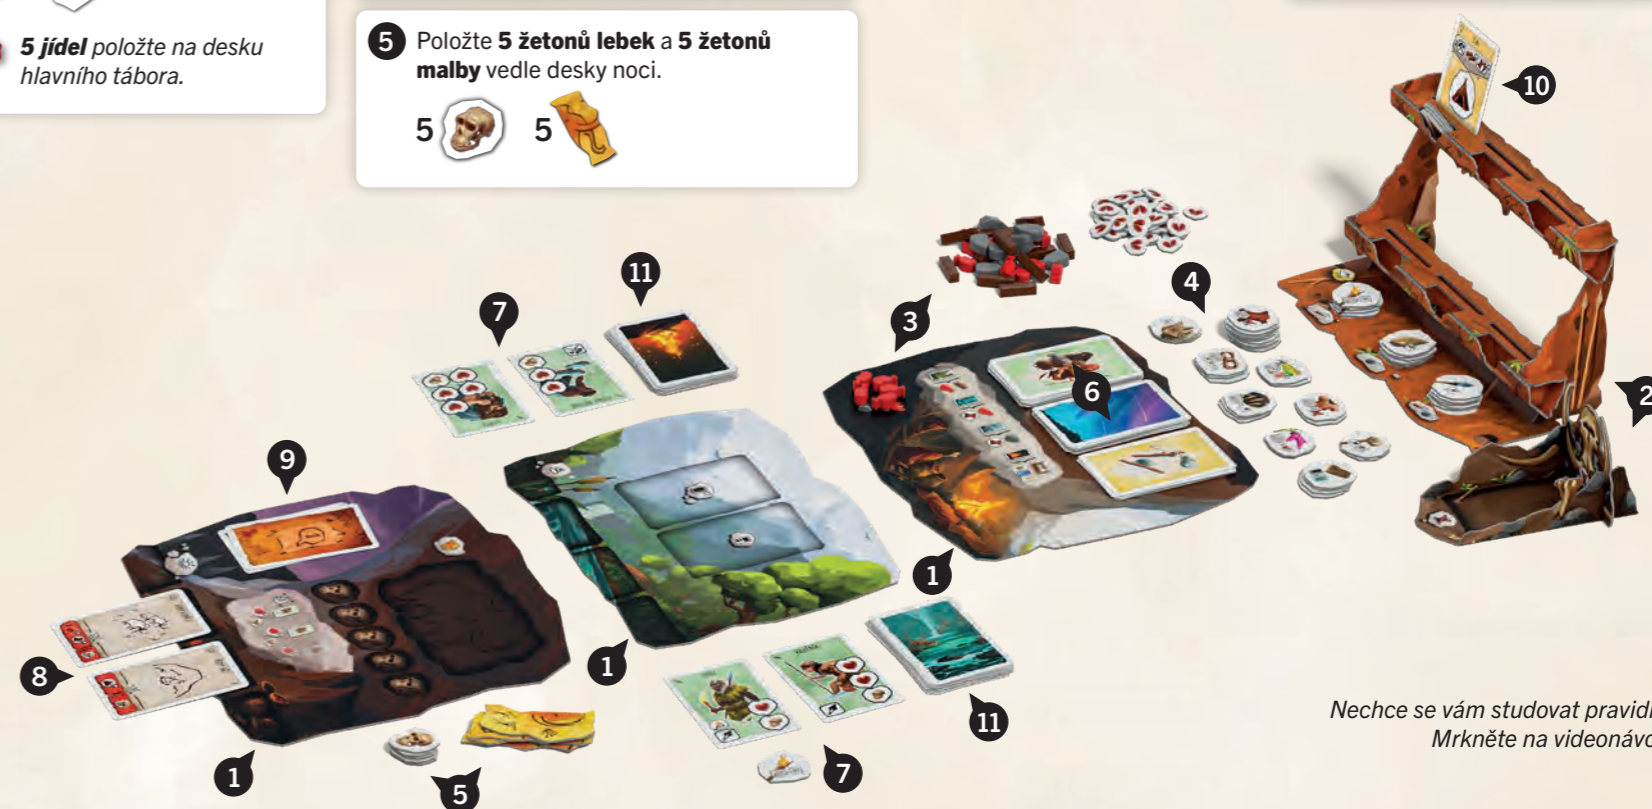 5 jídel položte na desku
hlavního tábora.
5 Položte 5 žetonů lebek a 5 žetonů
malby vedle desky noci.
5 5
10
11
7
4
3
6
2
9
1
1
8
11
7
1
5
Nechce se vám studovat pravidl
Mrkněte na videonávo